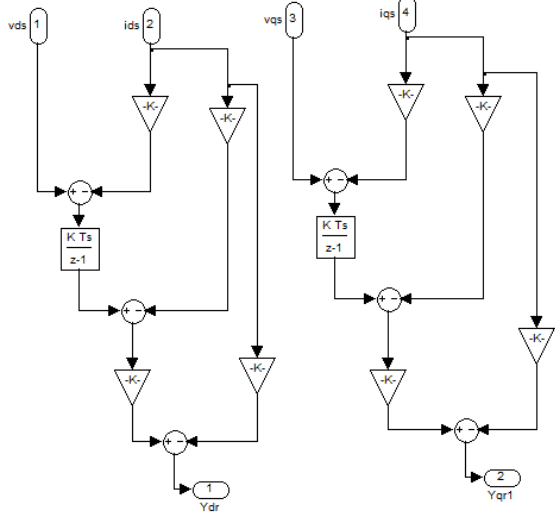 vds 1
ids 2
vqs 3
iqs 4
-K-
-K-
-K-
-K-
+ −
+ −
K Ts
z-1
K Ts
z-1
+ −
+ −
-K-
-K-
-K-
-K-
+ −
+ −
1
Ydr
2
Yqr1